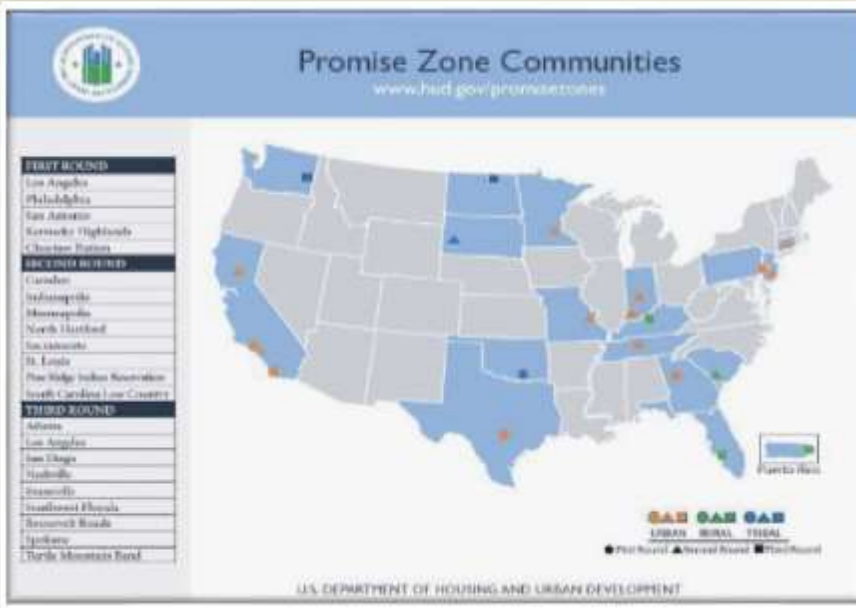 Promise Zone Communities
www.hud.gov/promisezones
FIRST ROUND
Los Angeles
Philadelphia
San Antonio
Kentucky Highlands
Choctaw Nation
SECOND ROUND
Camden
Indianapolis
Minneapolis
North Hartford
Sacramento
St. Louis
Pine Ridge Indian Reservation
South Carolina Low Country
THIRD ROUND
Atlanta
Los Angeles
San Diego
Nashville
Evansville
Southwest Florida
Roosevelt Roads
Spokane
Turtle Mountain Band
Puerto Rico
URBAN RURAL TRIBAL
First Round Second Round Third Round
U.S. DEPARTMENT OF HOUSING AND URBAN DEVELOPMENT